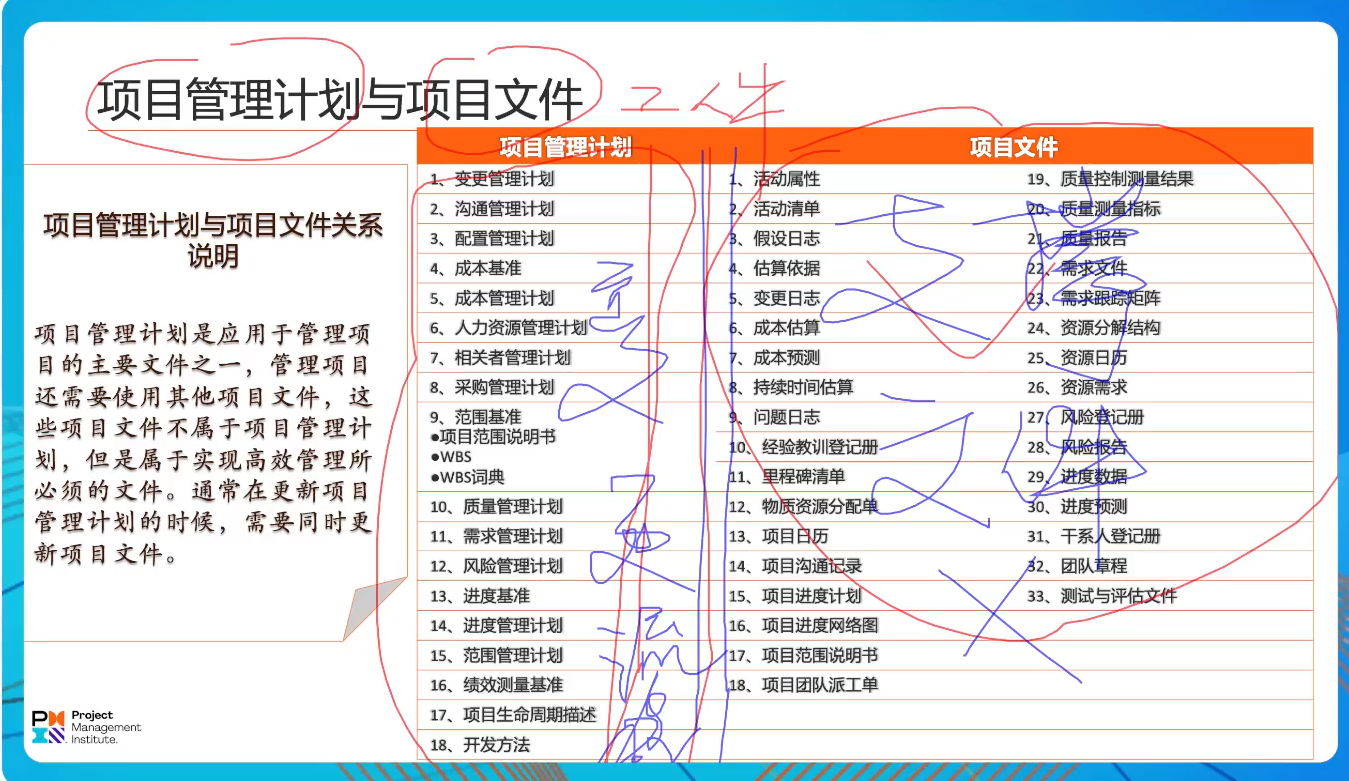 项目管理计划与项目文件
工件
项目管理计划与项目文件关系
说明
项目管理计划是应用于管理项
目的主要文件之一，管理项目
还需要使用其他项目文件，这
些项目文件不属于项目管理计
划，但是属于实现高效管理所
必须的文件。通常在更新项目
管理计划的时候，需要同时更
新项目文件。
项目管理计划
1、变更管理计划
2、沟通管理计划
3、配置管理计划
4、成本基准
5、成本管理计划
6、人力资源管理计划
7、相关者管理计划
8、采购管理计划
9、范围基准
●项目范围说明书
●WBS
●WBS词典
10、质量管理计划
11、需求管理计划
12、风险管理计划
13、进度基准
14、进度管理计划
15、范围管理计划
16、绩效测量基准
17、项目生命周期描述
18、开发方法
变更
流程
项目文件
1、活动属性
2、活动清单
3、假设日志
4、估算依据
5、变更日志
6、成本估算
7、成本预测
8、持续时间估算
9、问题日志
10、经验教训登记册
11、里程碑清单
12、物质资源分配单
13、项目日历
14、项目沟通记录
15、项目进度计划
16、项目进度网络图
17、项目范围说明书
18、项目团队派工单
19、质量控制测量结果
20、质量测量指标
21、质量报告
22、需求文件
23、需求跟踪矩阵
24、资源分解结构
25、资源日历
26、资源需求
27、风险登记册
28、风险报告
29、进度数据
30、进度预测
31、干系人登记册
32、团队章程
33、测试与评估文件
文件
Project
Management
Institute.